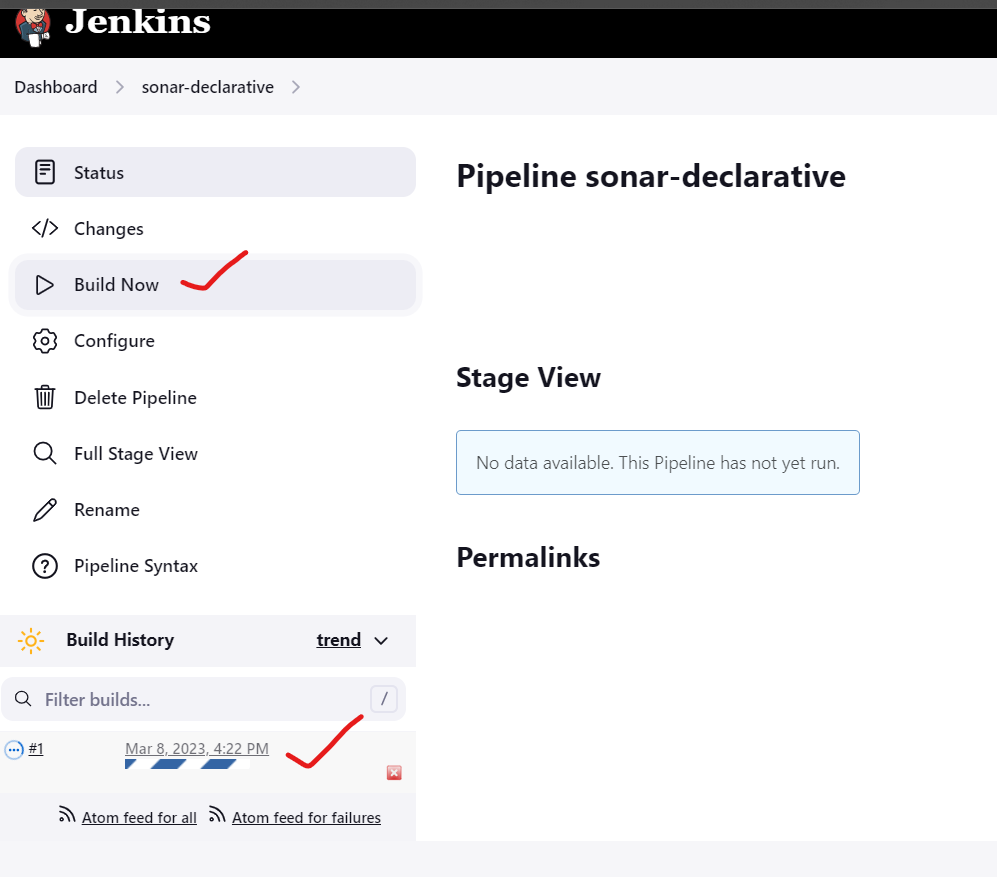 Jenkins
Dashboard
sonar-declarative
Status
Changes
Build Now
Configure
Delete Pipeline
Full Stage View
Rename
Pipeline Syntax
Build History
trend
Filter builds...
/
#1
Mar 8, 2023, 4:22 PM
Atom feed for all
Atom feed for failures
Pipeline sonar-declarative
Stage View
No data available. This Pipeline has not yet run.
Permalinks